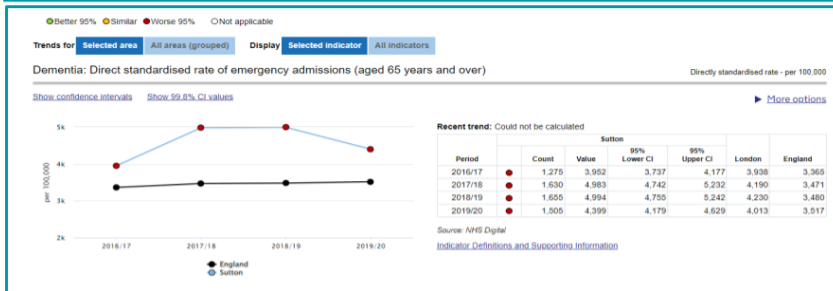 Better 95% Similar Worse 95% Not applicable
Trends for Selected area All areas (grouped) Display Selected indicator All indicators
Dementia: Direct standardised rate of emergency admissions (aged 65 years and over) Directly standardised rate - per 100,000
Show confidence intervals Show 99.8% CI values More options
5k
4k
3k
2k
per 100,000
2016/17 2017/18 2018/19 2019/20
England
Sutton
Recent trend: Could not be calculated
Sutton
Period Count Value 95% Lower CI 95% Upper CI London England
2016/17 1,275 3,952 3,737 4,177 3,938 3,365
2017/18 1,630 4,983 4,742 5,232 4,190 3,471
2018/19 1,655 4,994 4,755 5,242 4,230 3,480
2019/20 1,505 4,399 4,179 4,629 4,013 3,517
Source: NHS Digital
Indicator Definitions and Supporting Information